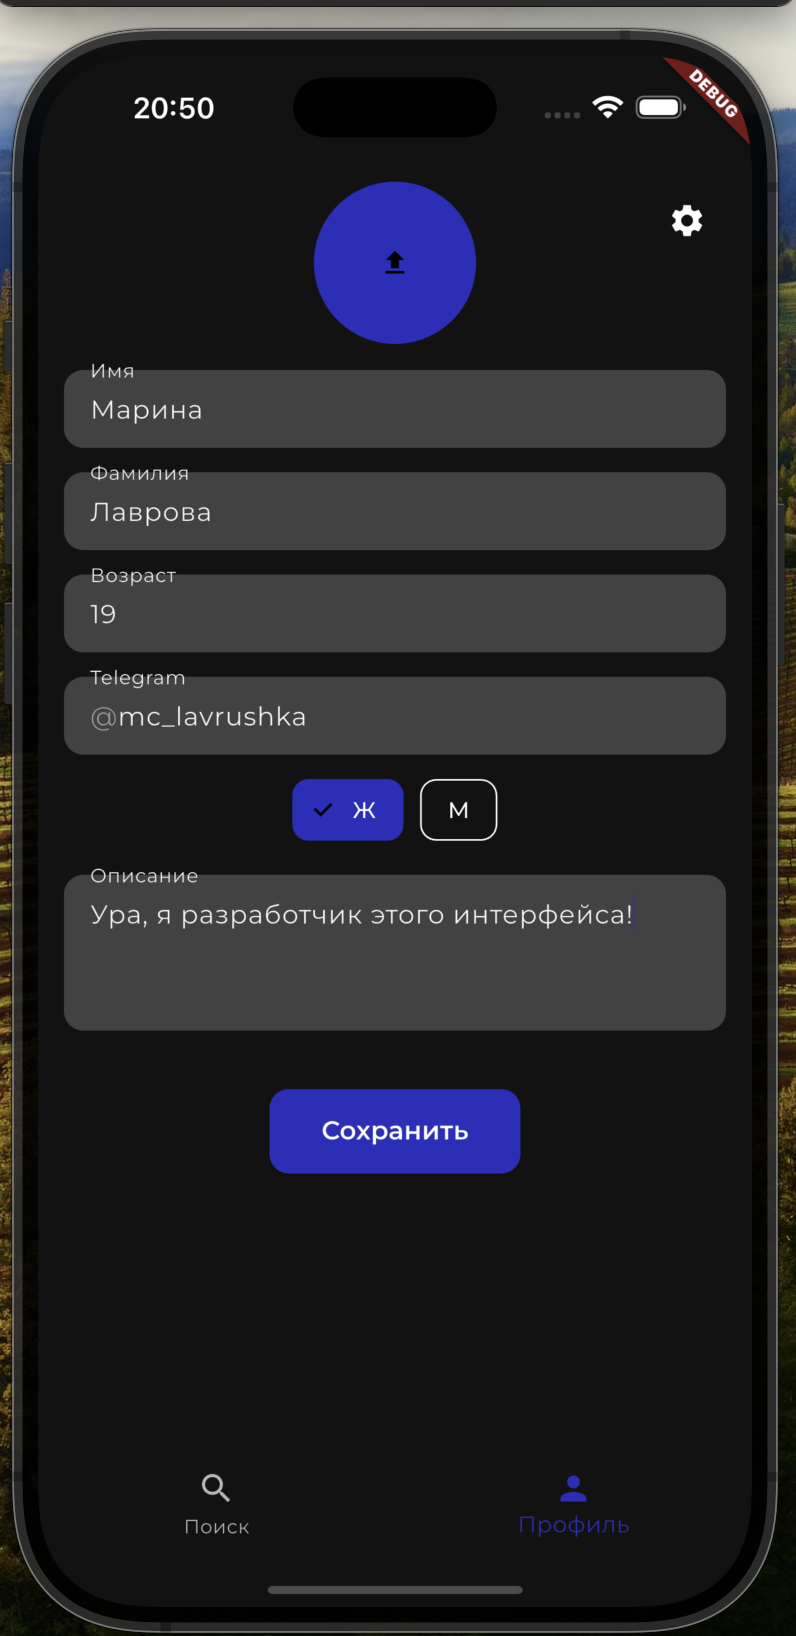 20:50
DEBUG
Имя
Марина
Фамилия
Лаврова
Возраст
19
Telegram
@mc_lavrushka
Ж
М
Описание
Ура, я разработчик этого интерфейса!
Сохранить
Поиск
Профиль